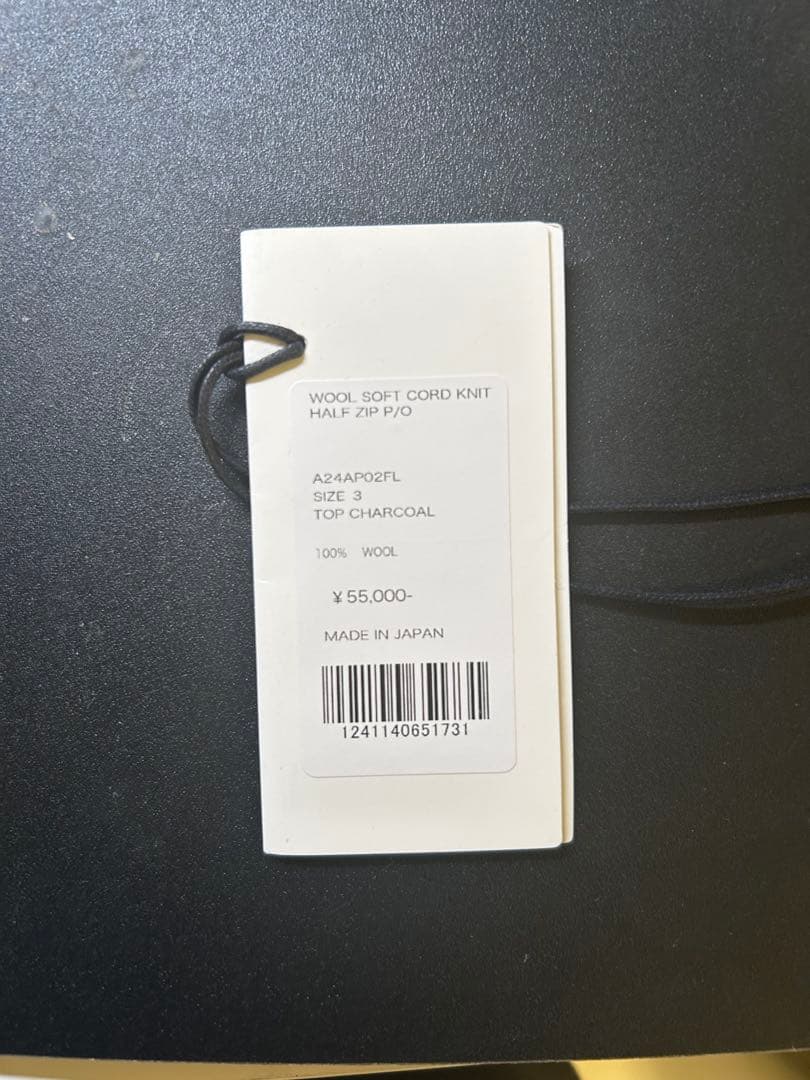 WOOL SOFT CORD KNIT
HALF ZIP P/O
A24AP02FL
SIZE 3
TOP CHARCOAL
100% WOOL
¥55,000-
MADE IN JAPAN
1241140651731